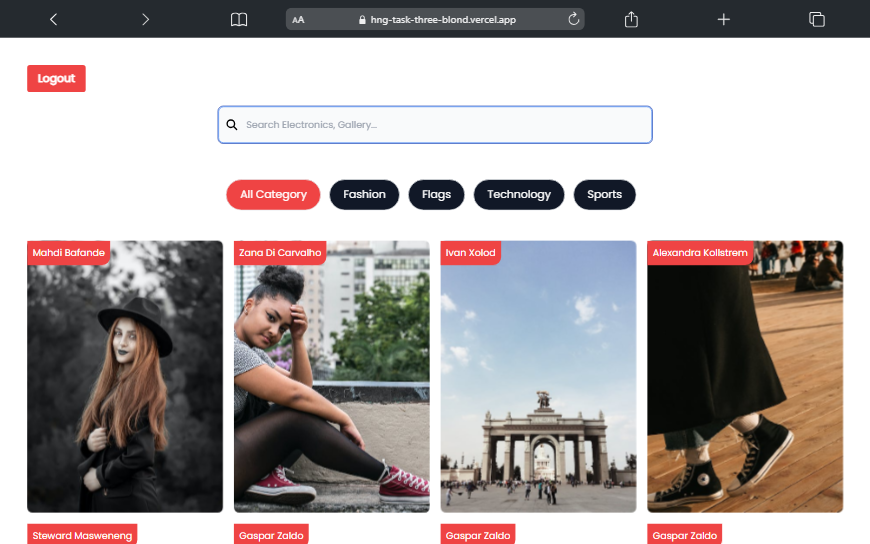 AA
hng-task-three-blond.vercel.app
Logout
Search Electronics, Gallery...
All Category
Fashion
Flags
Technology
Sports
Mahdi Bafande
Zana Di Carvalho
Ivan Xolod
Alexandra Kollstrem
Steward Masweneng
Gaspar Zaldo
Gaspar Zaldo
Gaspar Zaldo